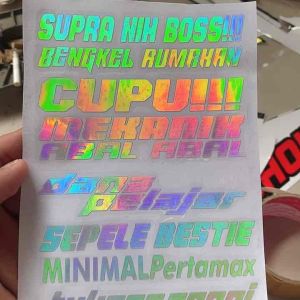 SUPRA NIH BOSS!!!
BENGKEL RUMAHAN
CUPU!!!
MEKANIK
ABAL ABAL
dana
pelajar
SEPELE BESTIE
MINIMALPertamax